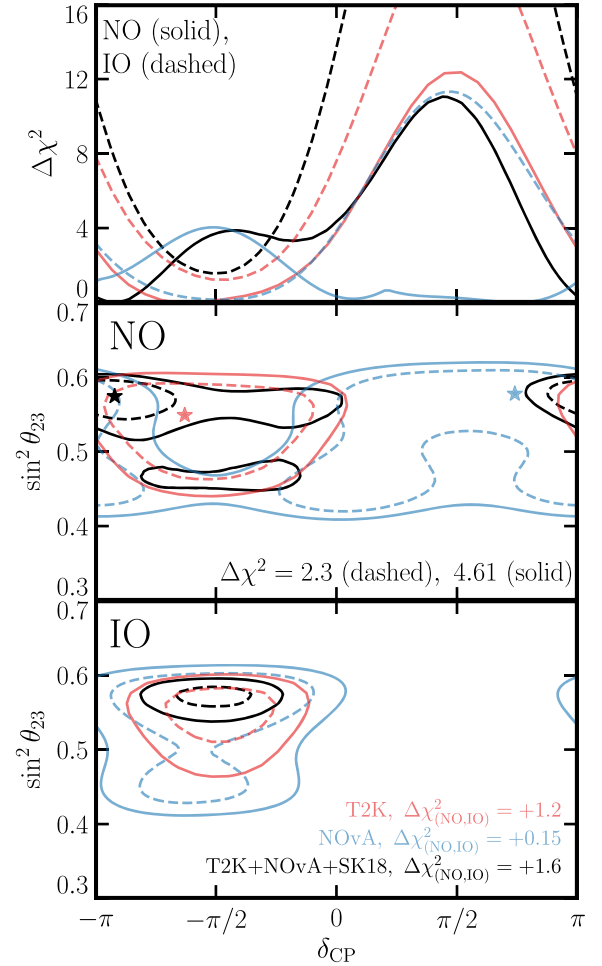 16
12
8
4
0
Δχ²
NO (solid),
IO (dashed)
0.7
0.6
0.5
0.4
0.3
sin² θ₂₃
NO
Δχ² = 2.3 (dashed), 4.61 (solid)
0.7
0.6
0.5
0.4
0.3
sin² θ₂₃
IO
T2K, Δχ²(NO,IO) = +1.2
NOvA, Δχ²(NO,IO) = +0.15
T2K+NOvA+SK18, Δχ²(NO,IO) = +1.6
−π −π/2 0 π/2 π
δCP